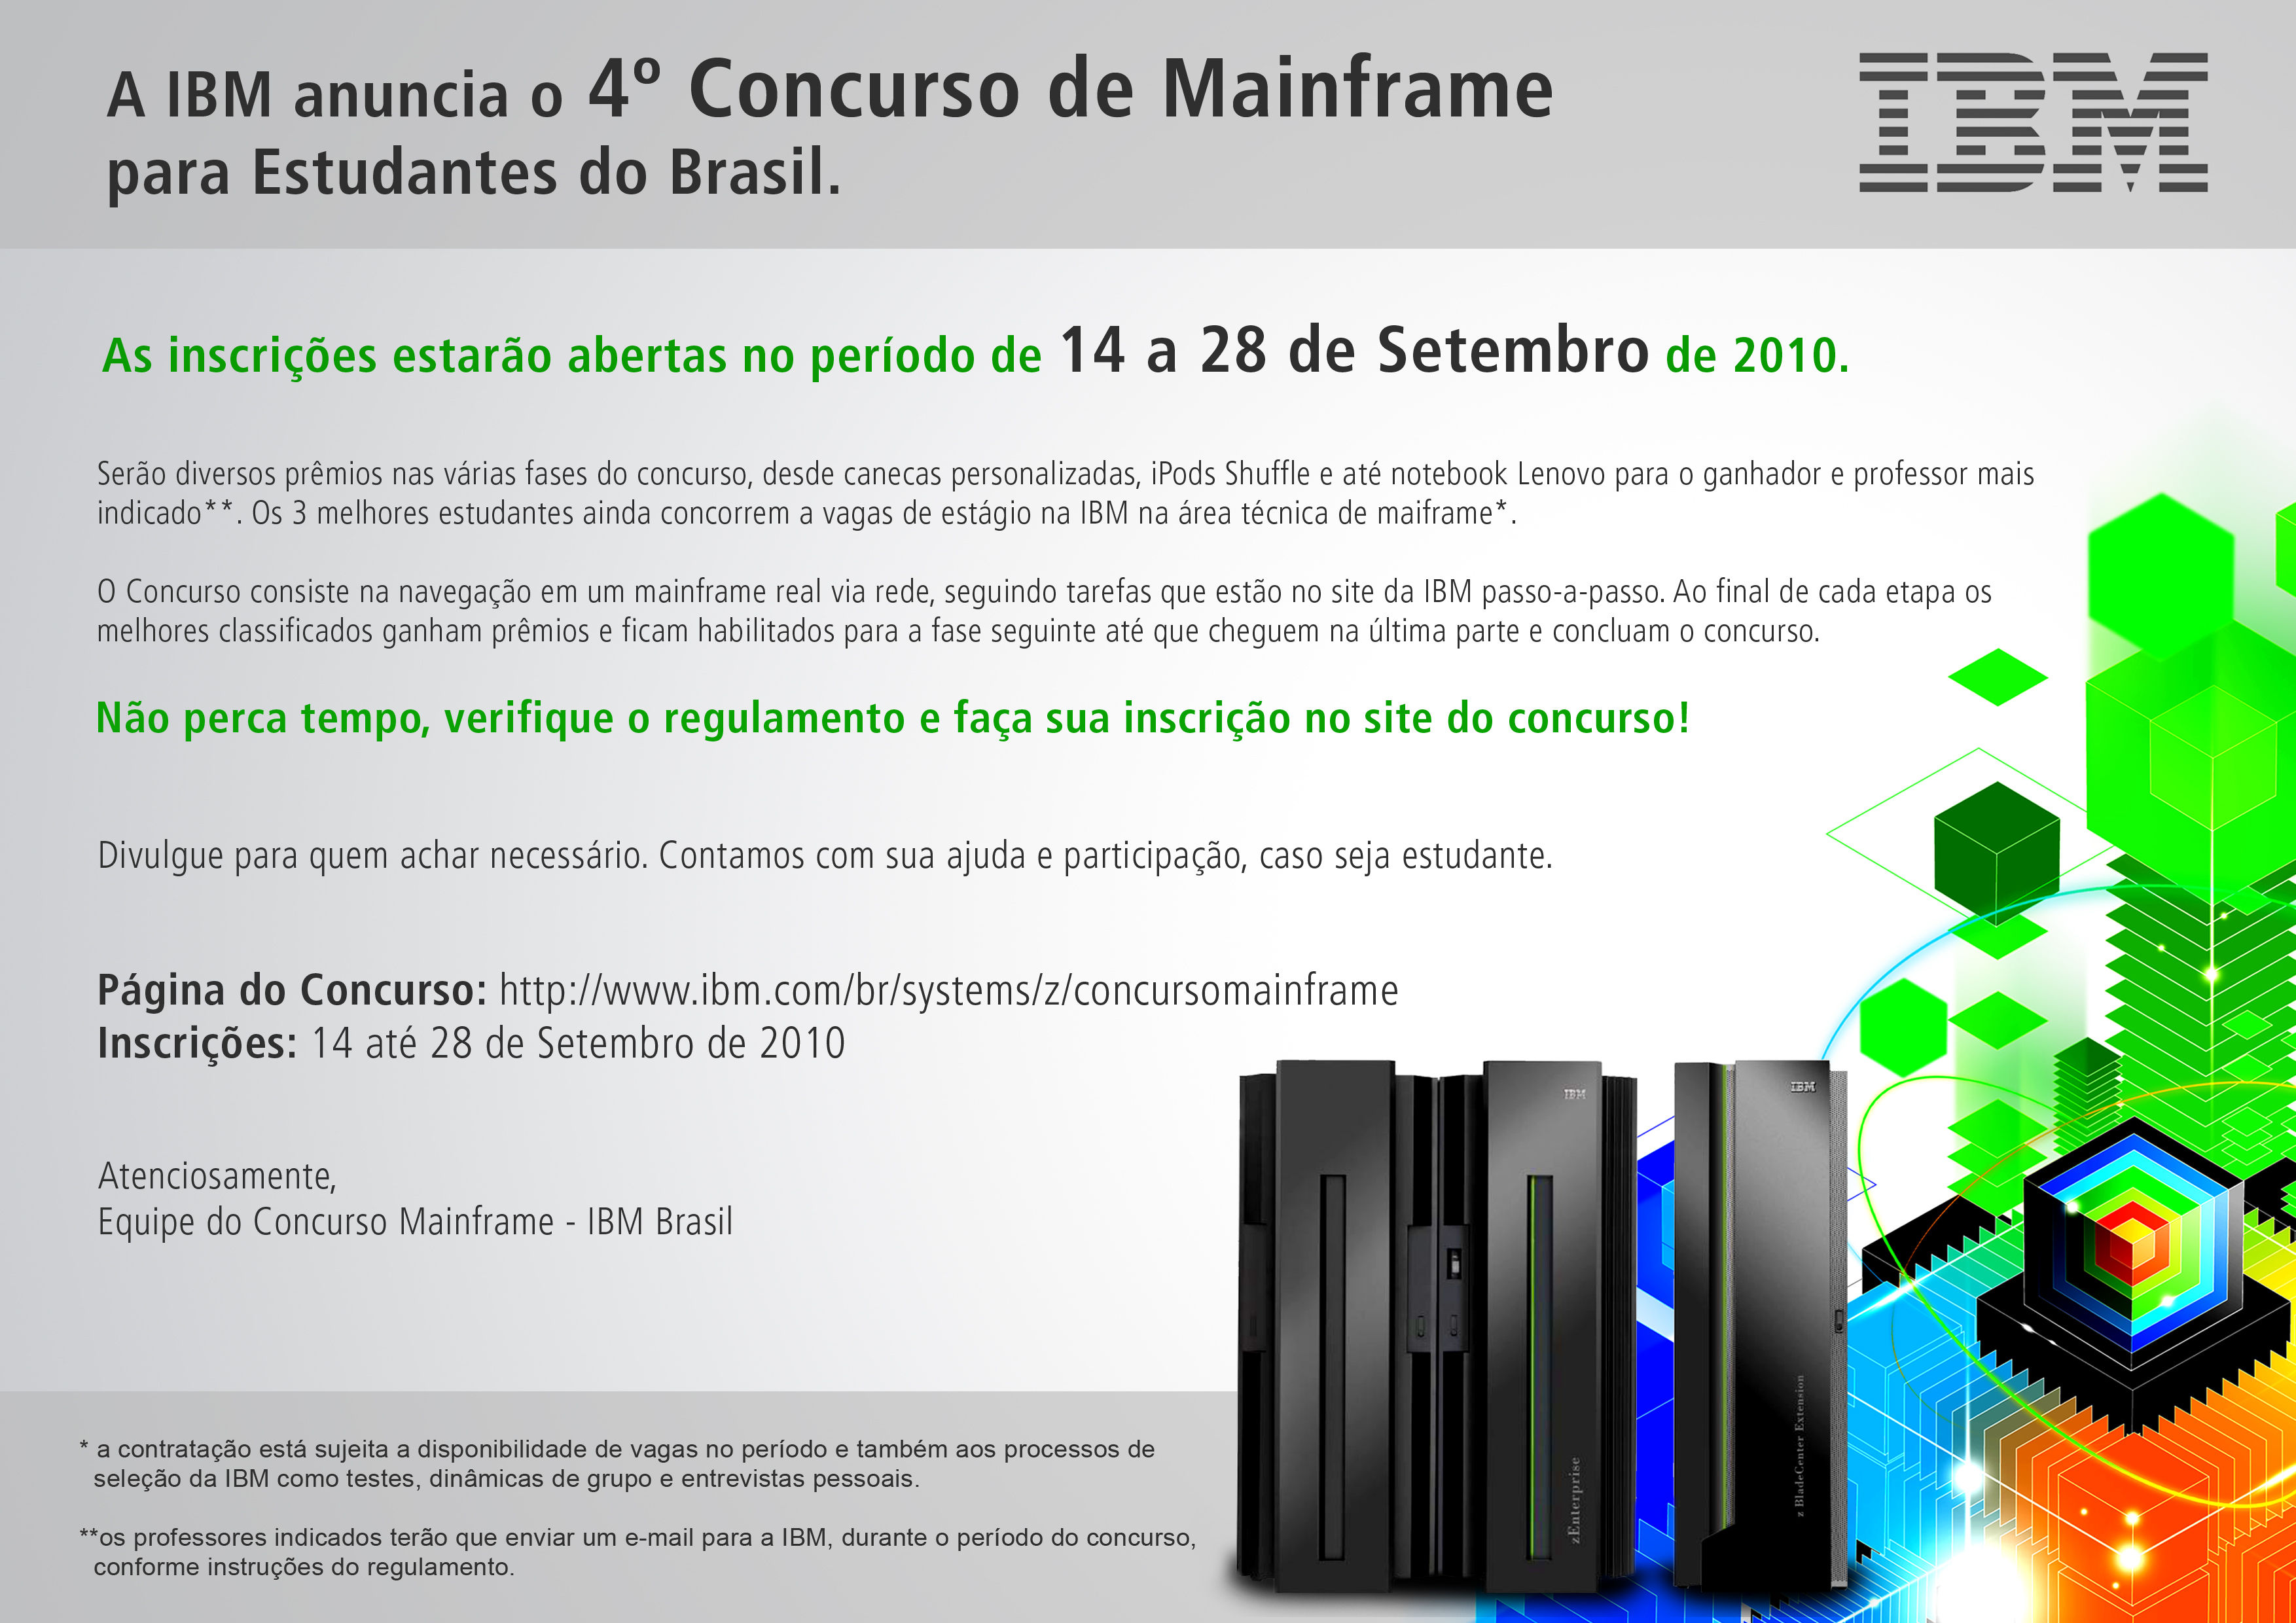 A IBM anuncia o 4º Concurso de Mainframe
para Estudantes do Brasil.
IBM
As inscrições estarão abertas no período de 14 a 28 de Setembro de 2010.
Serão diversos prêmios nas várias fases do concurso, desde canecas personalizadas, iPods Shuffle e até notebook Lenovo para o ganhador e professor mais
indicado**. Os 3 melhores estudantes ainda concorrem a vagas de estágio na IBM na área técnica de maiframe*.
O Concurso consiste na navegação em um mainframe real via rede, seguindo tarefas que estão no site da IBM passo-a-passo. Ao final de cada etapa os
melhores classificados ganham prêmios e ficam habilitados para a fase seguinte até que cheguem na última parte e concluam o concurso.
Não perca tempo, verifique o regulamento e faça sua inscrição no site do concurso!
Divulgue para quem achar necessário. Contamos com sua ajuda e participação, caso seja estudante.
Página do Concurso: http://www.ibm.com/br/systems/z/concursomainframe
Inscrições: 14 até 28 de Setembro de 2010
Atenciosamente,
Equipe do Concurso Mainframe - IBM Brasil
IBM
IBM
zEnterprise
z BladeCenter Extension
* a contratação está sujeita a disponibilidade de vagas no período e também aos processos de
seleção da IBM como testes, dinâmicas de grupo e entrevistas pessoais.
**os professores indicados terão que enviar um e-mail para a IBM, durante o período do concurso,
conforme instruções do regulamento.